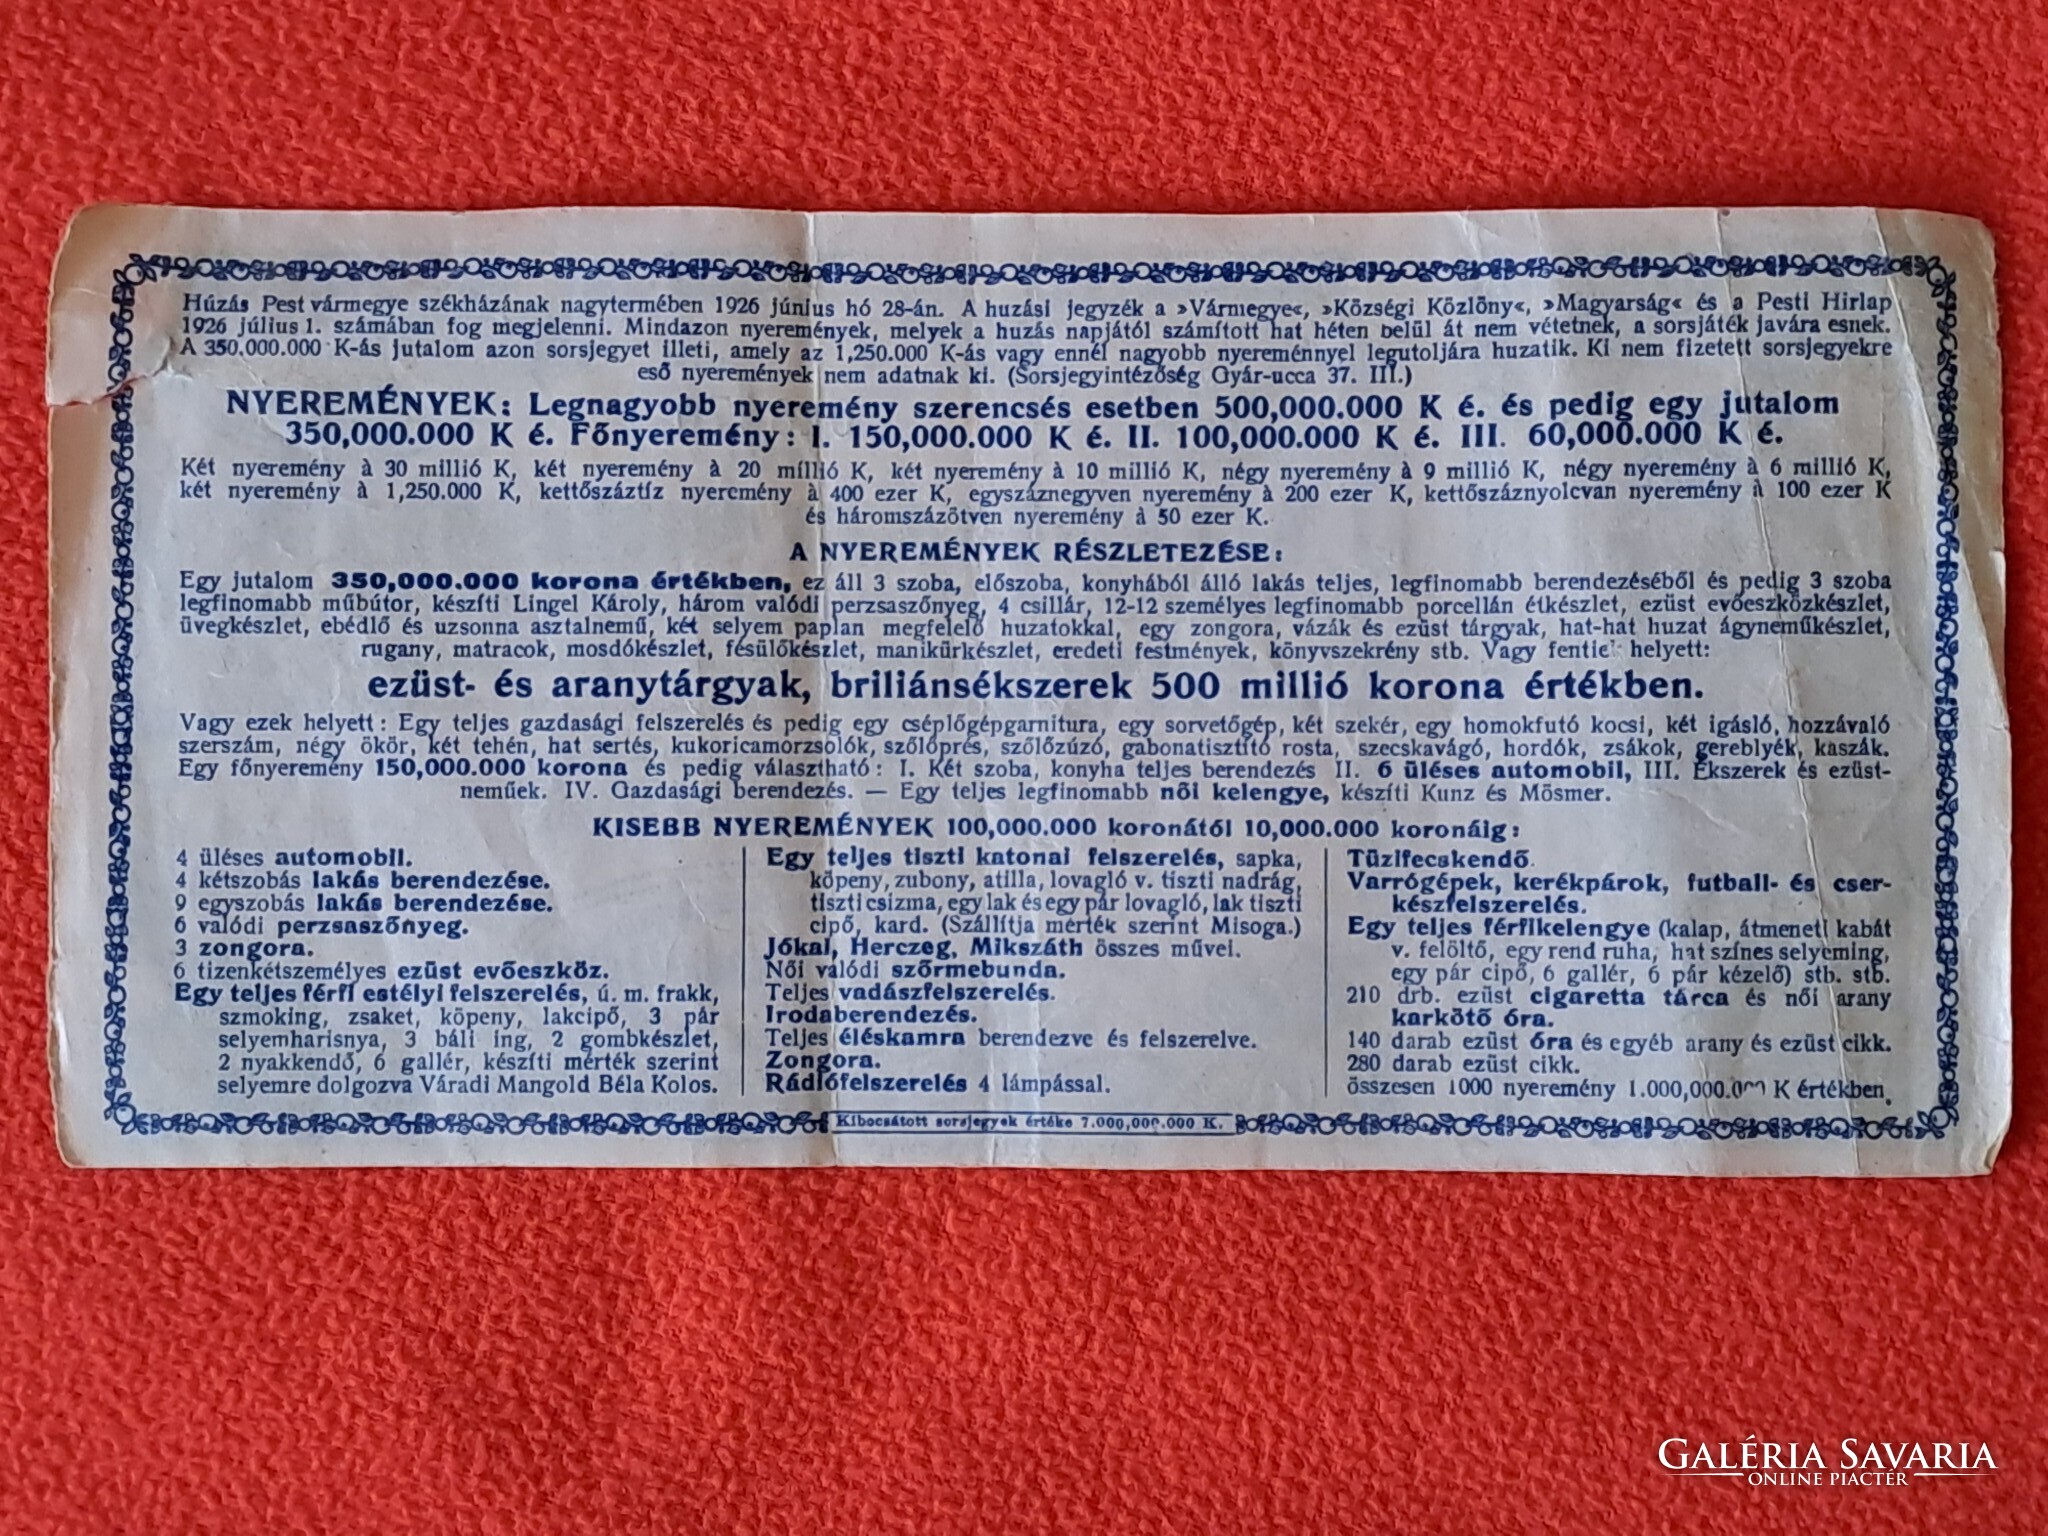 Húzás Pest vármegye székházának nagytermében 1926 június hó 28-án. A huzási jegyzék a »Vármegye«, »Községi Közlöny«, »Magyarság« és a Pesti Hirlap
1926 július 1. számában fog megjelenni. Mindazon nyeremények, melyek a huzás napjától számított hat héten belül át nem vétetnek, a sorsjáték javára esnek.
A 350.000.000 K-ás jutalom azon sorsjegyet illeti, amely az 1,250.000 K-ás vagy ennél nagyobb nyereménnyel legutoljára huzatik. Ki nem fizetett sorsjegyekre
eső nyeremények nem adatnak ki. (Sorsjegyintézőség Gyár-ucca 37. III.)
NYEREMÉNYEK: Legnagyobb nyeremény szerencsés esetben 500,000.000 K é. és pedig egy jutalom
350,000.000 K é. Főnyeremény: I. 150,000.000 K é. II. 100,000.000 K é. III. 60,000.000 K é.
Két nyeremény à 30 millió K, két nyeremény à 20 millió K, két nyeremény à 10 millió K, négy nyeremény à 9 millió K, négy nyeremény à 6 millió K,
két nyeremény à 1,250.000 K, kettőszáztíz nyeremény à 400 ezer K, egyszáznegyven nyeremény à 200 ezer K, kettőszáznyolcvan nyeremény à 100 ezer K
és háromszázötven nyeremény à 50 ezer K.
A NYEREMÉNYEK RÉSZLETEZÉSE:
Egy jutalom 350,000.000 korona értékben, ez áll 3 szoba, előszoba, konyhából álló lakás teljes, legfinomabb berendezéséből és pedig 3 szoba
legfinomabb műbútor, készíti Lingel Károly, három valódi perzsaszőnyeg, 4 csillár, 12-12 személyes legfinomabb porcellán étkészlet, ezüst evőeszközkészlet,
üvegkészlet, ebédlő és uzsonna asztalnemű, két selyem paplan megfelelő huzatokkal, egy zongora, vázák és ezüst tárgyak, hat-hat huzat ágyneműkészlet,
rugany, matracok, mosdókészlet, fésülőkészlet, manikűrkészlet, eredeti festmények, könyvszekrény stb. Vagy fentiek helyett:
ezüst- és aranytárgyak, briliánsékszerek 500 millió korona értékben.
Vagy ezek helyett: Egy teljes gazdasági felszerelés és pedig egy cséplőgépgarnitura, egy sorvetőgép, két szekér, egy homokfutó kocsi, két igásló, hozzávaló
szerszám, négy ökör, két tehén, hat sertés, kukoricamorzsolók, szőlőprés, szőlőzúzó, gabonatisztító rosta, szecskavágó, hordók, zsákok, gereblyék, kaszák.
Egy főnyeremény 150,000.000 korona és pedig választható: I. Két szoba, konyha teljes berendezés II. 6 üléses automobil, III. Ékszerek és ezüst-
neműek. IV. Gazdasági berendezés. — Egy teljes legfinomabb női kelengye, készíti Kunz és Mösmer.
KISEBB NYEREMÉNYEK 100,000.000 koronától 10,000.000 koronáig:
4 üléses automobil.
4 kétszobás lakás berendezése.
9 egyszobás lakás berendezése.
6 valódi perzsaszőnyeg.
3 zongora.
6 tizenkétszemélyes ezüst evőeszköz.
Egy teljes férfi estélyi felszerelés, ú. m. frakk,
szmoking, zsaket, köpeny, lakcipő, 3 pár
selyemharisnya, 3 báli ing, 2 gombkészlet,
2 nyakkendő, 6 gallér, készíti mérték szerint
selyemre dolgozva Váradi Mangold Béla Kolos.
Egy teljes tiszti katonai felszerelés, sapka,
köpeny, zubony, atilla, lovagló v. tiszti nadrág,
tiszti csizma, egy lak és egy pár lovagló, lak tiszti
cipő, kard. (Szállítja mérték szerint Misoga.)
Jókai, Herczeg, Mikszáth összes művei.
Női valódi szőrmebunda.
Teljes vadászfelszerelés.
Irodaberendezés.
Teljes éléskamra berendezve és felszerelve.
Zongora.
Rádiófelszerelés 4 lámpással.
Tűzifecskendő.
Varrógépek, kerékpárok, futball- és cser-
készfelszerelés.
Egy teljes férfikelengye (kalap, átmeneti kabát
v. felöltő, egy rend ruha, hat színes selyeming,
egy pár cipő, 6 gallér, 6 pár kézelő) stb. stb.
210 drb. ezüst cigaretta tárca és női arany
karkötő óra.
140 darab ezüst óra és egyéb arany és ezüst cikk.
280 darab ezüst cikk.
összesen 1000 nyeremény 1.000,000.000 K értékben.
Kibocsátott sorsjegyek értéke 7.000,000.000 K.
GALÉRIA SAVARIA
ONLINE PIACTÉR